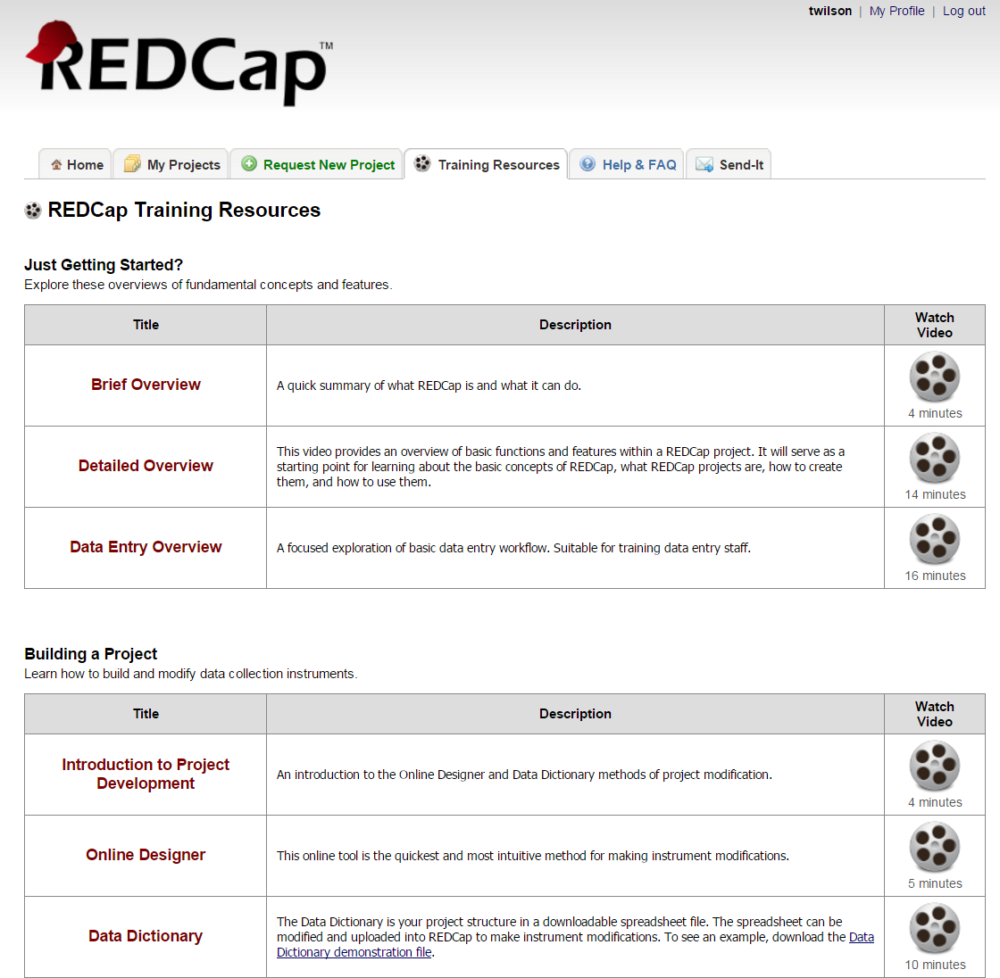 twilson | My Profile | Log out
REDCap™
Home My Projects Request New Project Training Resources Help & FAQ Send-It
REDCap Training Resources
Just Getting Started?
Explore these overviews of fundamental concepts and features.
Title Description Watch
Video
Brief Overview
A quick summary of what REDCap is and what it can do.
4 minutes
Detailed Overview
This video provides an overview of basic functions and features within a REDCap project. It will serve as a
starting point for learning about the basic concepts of REDCap, what REDCap projects are, how to create
them, and how to use them.
14 minutes
Data Entry Overview
A focused exploration of basic data entry workflow. Suitable for training data entry staff.
16 minutes
Building a Project
Learn how to build and modify data collection instruments.
Title Description Watch
Video
Introduction to Project
Development
An introduction to the Online Designer and Data Dictionary methods of project modification.
4 minutes
Online Designer
This online tool is the quickest and most intuitive method for making instrument modifications.
5 minutes
Data Dictionary
The Data Dictionary is your project structure in a downloadable spreadsheet file. The spreadsheet can be
modified and uploaded into REDCap to make instrument modifications. To see an example, download the Data
Dictionary demonstration file.
10 minutes